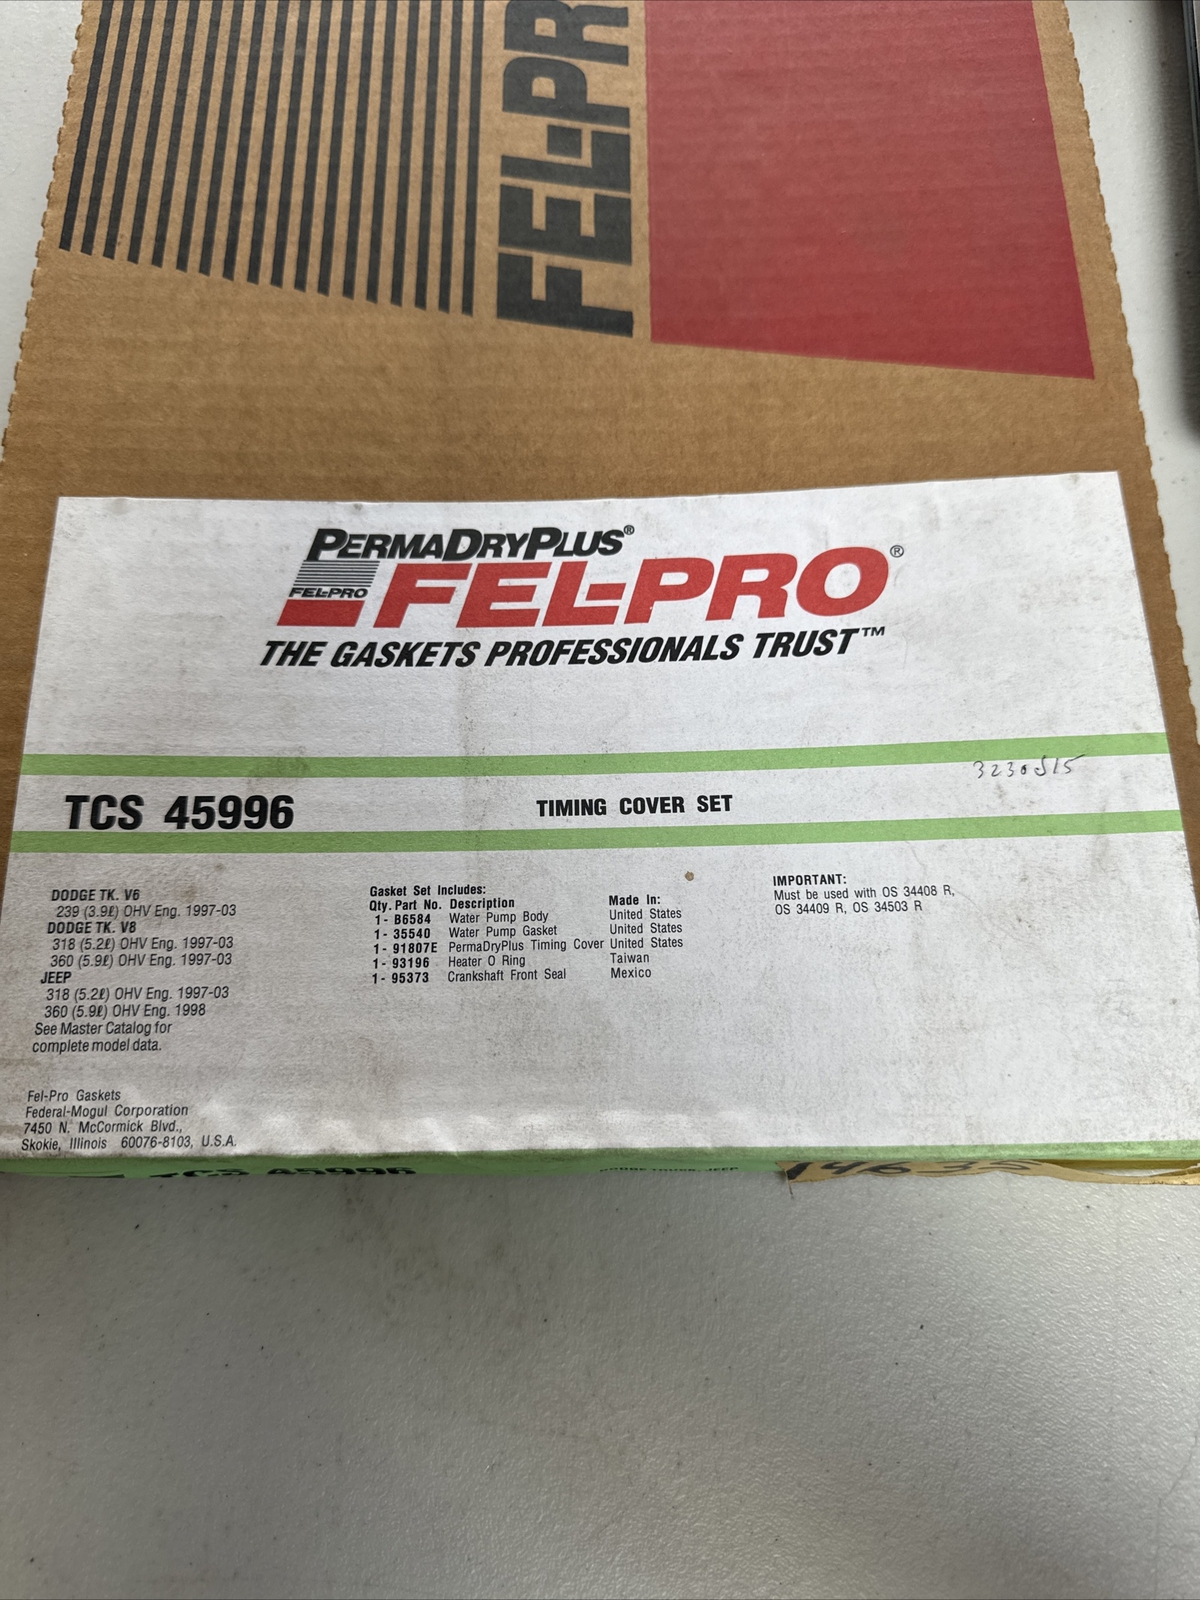 FEL-PR
PERMADRYPLUS®
FEL-PRO
FEL-PRO®
THE GASKETS PROFESSIONALS TRUST™
3230515
TCS 45996 TIMING COVER SET
DODGE TK. V6
239 (3.9ℓ) OHV Eng. 1997-03
DODGE TK. V8
318 (5.2ℓ) OHV Eng. 1997-03
360 (5.9ℓ) OHV Eng. 1997-03
JEEP
318 (5.2ℓ) OHV Eng. 1997-03
360 (5.9ℓ) OHV Eng. 1998
See Master Catalog for
complete model data.
Gasket Set Includes:
Qty. Part No. Description Made In:
1- B6584 Water Pump Body United States
1- 35540 Water Pump Gasket United States
1- 91807E PermaDryPlus Timing Cover United States
1- 93196 Heater O Ring Taiwan
1- 95373 Crankshaft Front Seal Mexico
IMPORTANT:
Must be used with OS 34408 R,
OS 34409 R, OS 34503 R
Fel-Pro Gaskets
Federal-Mogul Corporation
7450 N. McCormick Blvd.,
Skokie, Illinois 60076-8103, U.S.A.
TCS 45996